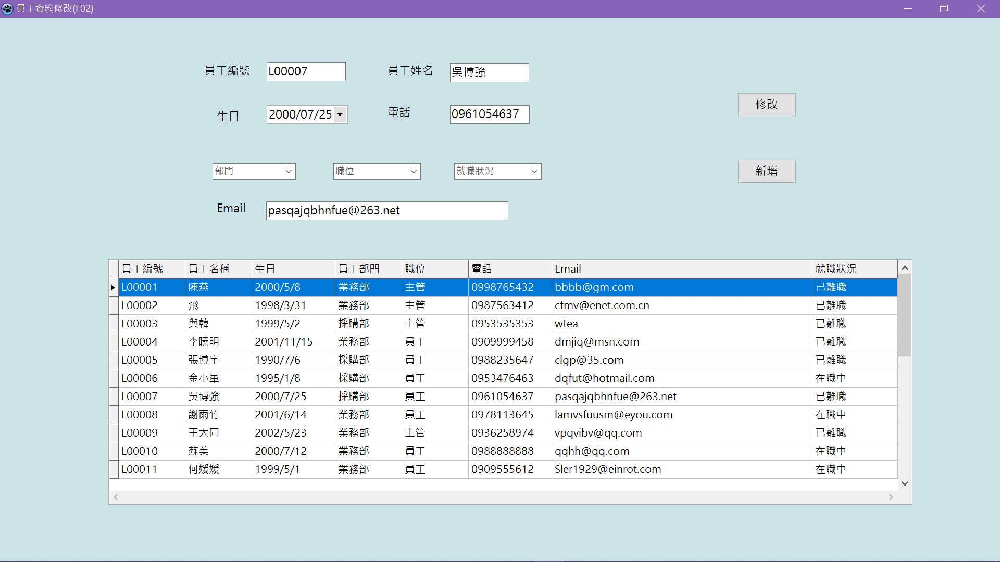 員工資料修改(F02)
員工編號 L00007 員工姓名 吳博強
修改
生日 2000/07/25 電話 0961054637
部門 職位 就職狀況 新增
Email pasqajqbhnfue@263.net
員工編號 員工名稱 生日 員工部門 職位 電話 Email 就職狀況
L00001 陳燕 2000/5/8 業務部 主管 0998765432 bbbb@gm.com 已離職
L00002 飛 1998/3/31 業務部 主管 0987563412 cfmv@enet.com.cn 已離職
L00003 與韓 1999/5/2 採購部 主管 0953535353 wtea 已離職
L00004 李曉明 2001/11/15 業務部 員工 0909999458 dmjiq@msn.com 已離職
L00005 張博宇 1990/7/6 採購部 員工 0988235647 clgp@35.com 已離職
L00006 金小軍 1995/1/8 採購部 員工 0953476463 dqfut@hotmail.com 在職中
L00007 吳博強 2000/7/25 採購部 員工 0961054637 pasqajqbhnfue@263.net 已離職
L00008 謝雨竹 2001/6/14 業務部 員工 0978113645 lamvsfuusm@eyou.com 在職中
L00009 王大同 2002/5/23 業務部 主管 0936258974 vpqvibv@qq.com 已離職
L00010 蘇美 2000/7/12 業務部 員工 0988888888 qqhh@qq.com 在職中
L00011 何媛媛 1999/5/1 業務部 員工 0909555612 Sler1929@einrot.com 在職中